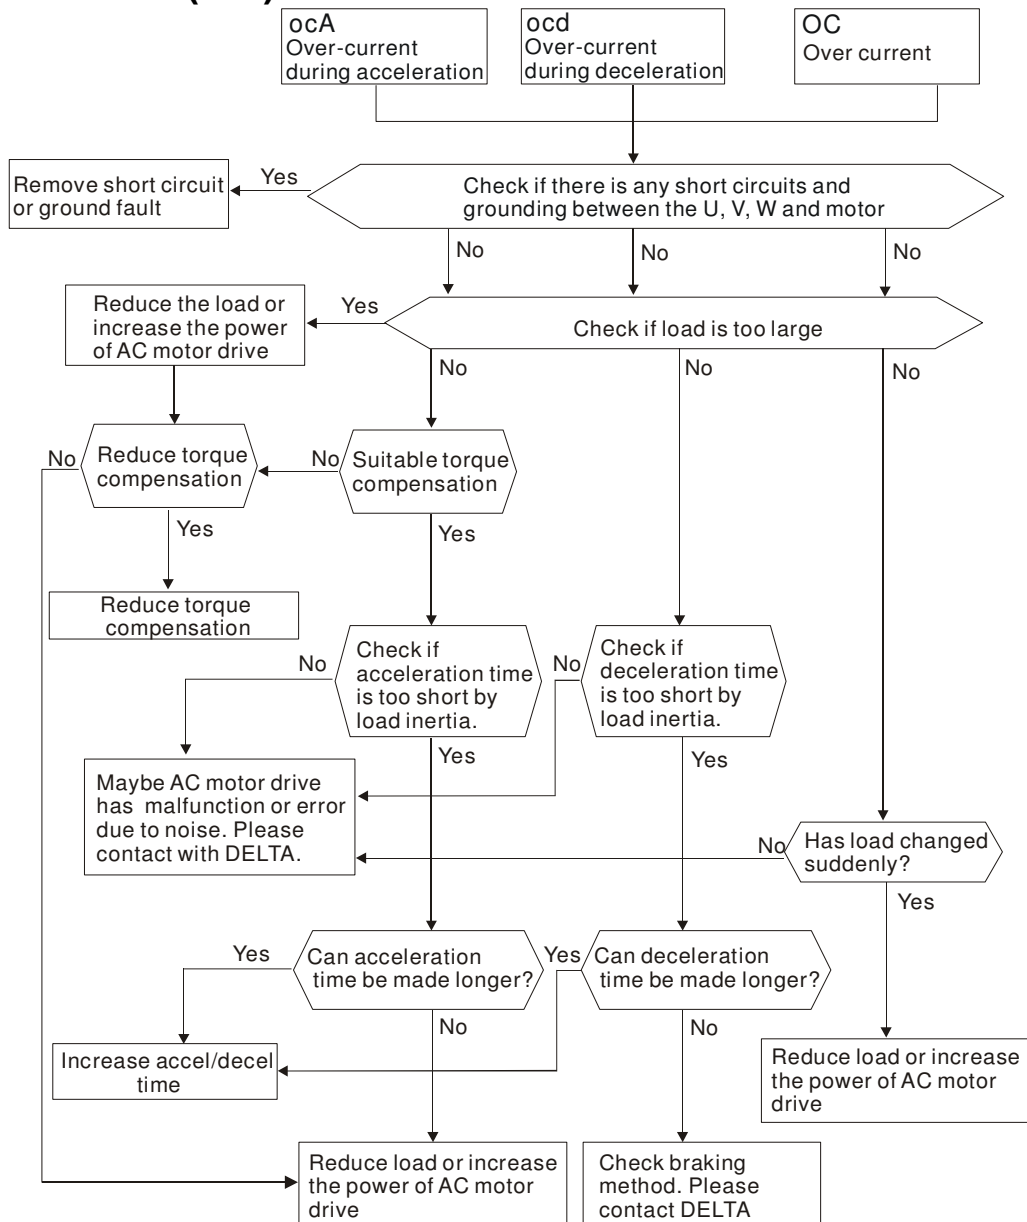 ocA
Over-current
during acceleration
ocd
Over-current
during deceleration
OC
Over current
Remove short circuit
or ground fault
Yes
Check if there is any short circuits and
grounding between the U, V, W and motor
No
No
No
Reduce the load or
increase the power
of AC motor drive
Yes
Check if load is too large
No
No
No
No
Reduce torque
compensation
No
Suitable torque
compensation
Yes
Yes
Reduce torque
compensation
No
Check if
acceleration time
is too short by
load inertia.
No
Check if
deceleration time
is too short by
load inertia.
Yes
Yes
Maybe AC motor drive
has malfunction or error
due to noise. Please
contact with DELTA.
No
Has load changed
suddenly?
Yes
Yes
Can acceleration
time be made longer?
Yes
Can deceleration
time be made longer?
No
No
Increase accel/decel
time
Reduce load or increase
the power of AC motor
drive
Reduce load or increase
the power of AC motor
drive
Check braking
method. Please
contact DELTA